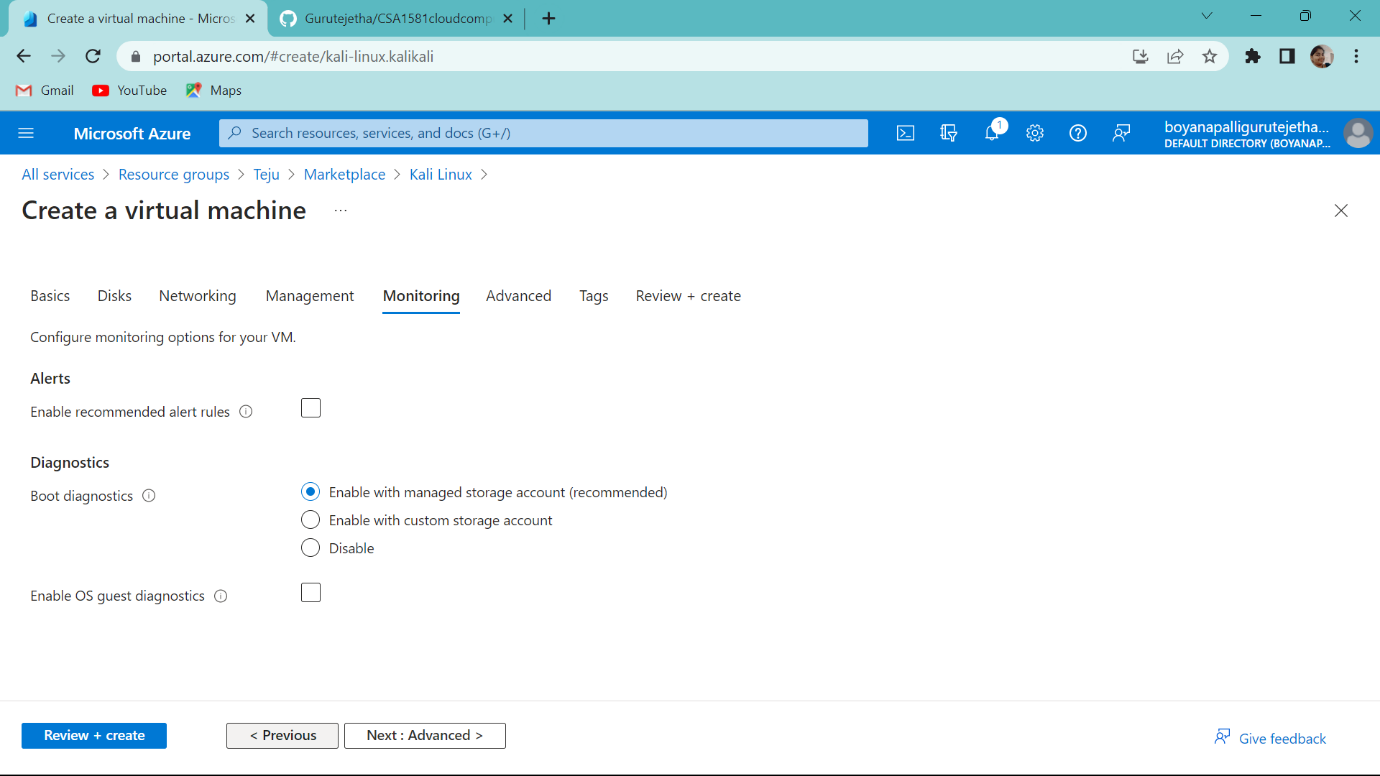 Create a virtual machine - Micros
Gurutejetha/CSA1581cloudcomp
portal.azure.com/#create/kali-linux.kalikali
Gmail YouTube Maps
Microsoft Azure
Search resources, services, and docs (G+/)
1
boyanapalligurutejetha...
DEFAULT DIRECTORY (BOYANAP...
All services > Resource groups > Teju > Marketplace > Kali Linux >
Create a virtual machine ...
Basics Disks Networking Management Monitoring Advanced Tags Review + create
Configure monitoring options for your VM.
Alerts
Enable recommended alert rules
Diagnostics
Boot diagnostics
Enable with managed storage account (recommended)
Enable with custom storage account
Disable
Enable OS guest diagnostics
Review + create
< Previous
Next : Advanced >
Give feedback